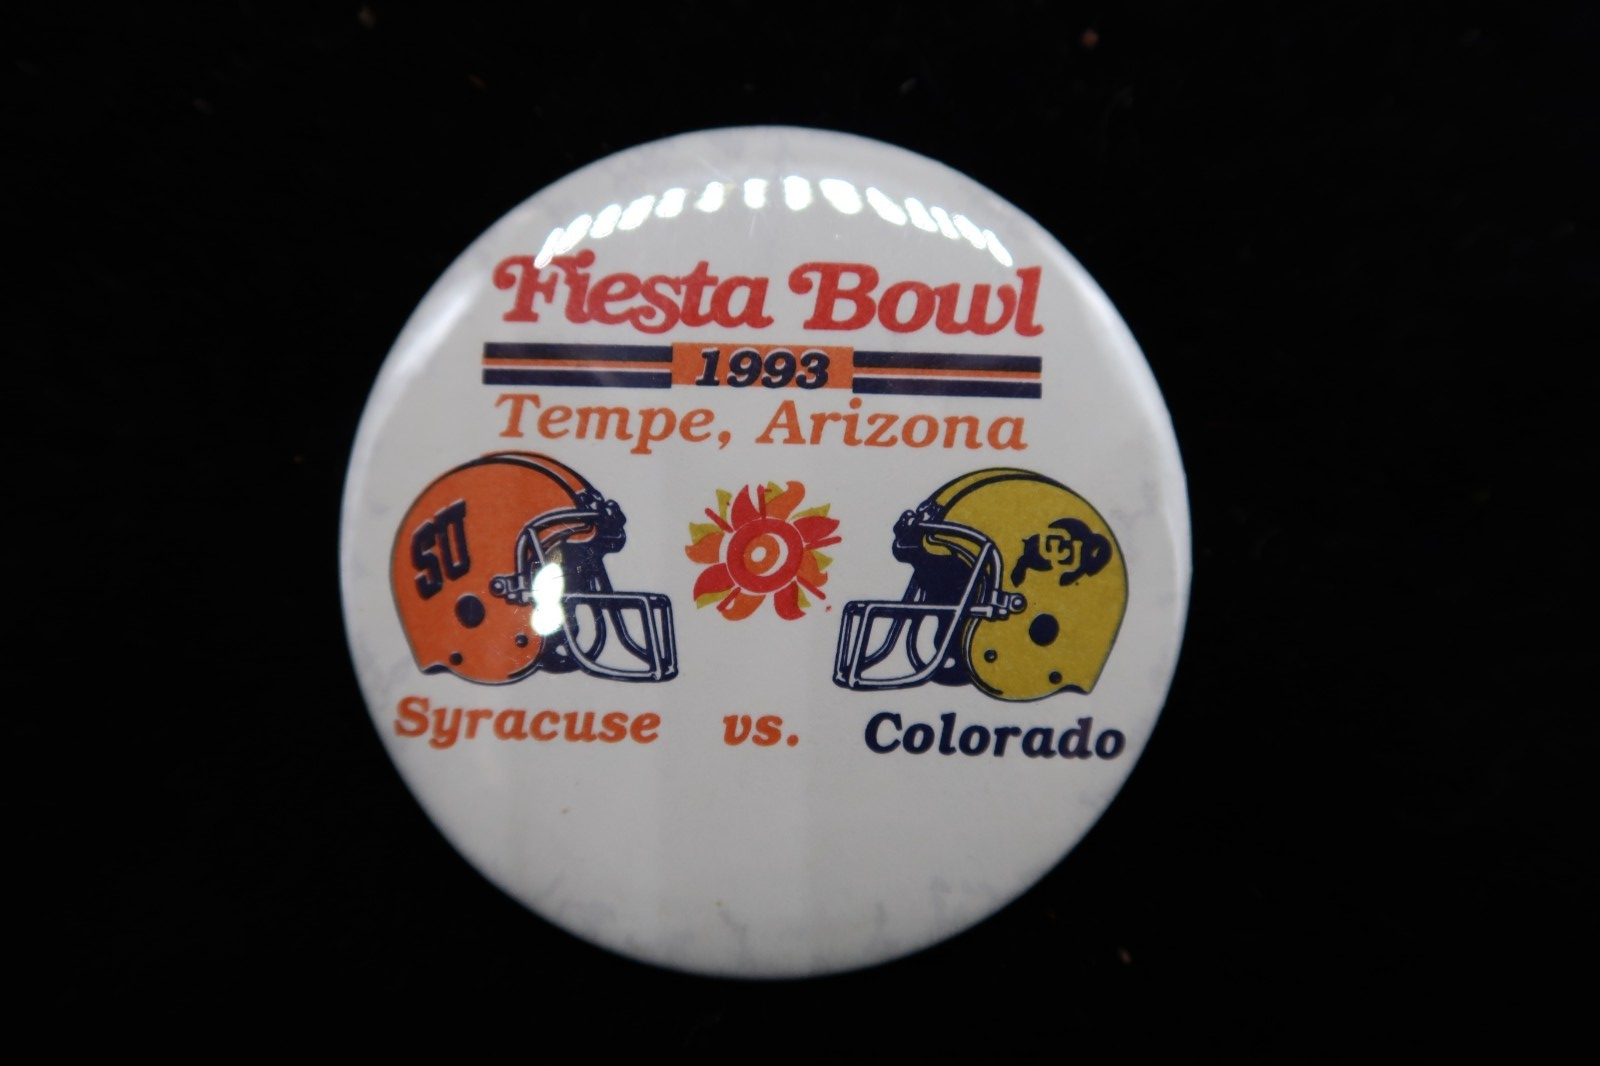 Fiesta Bowl
1993
Tempe, Arizona
SU
CU
Syracuse vs. Colorado